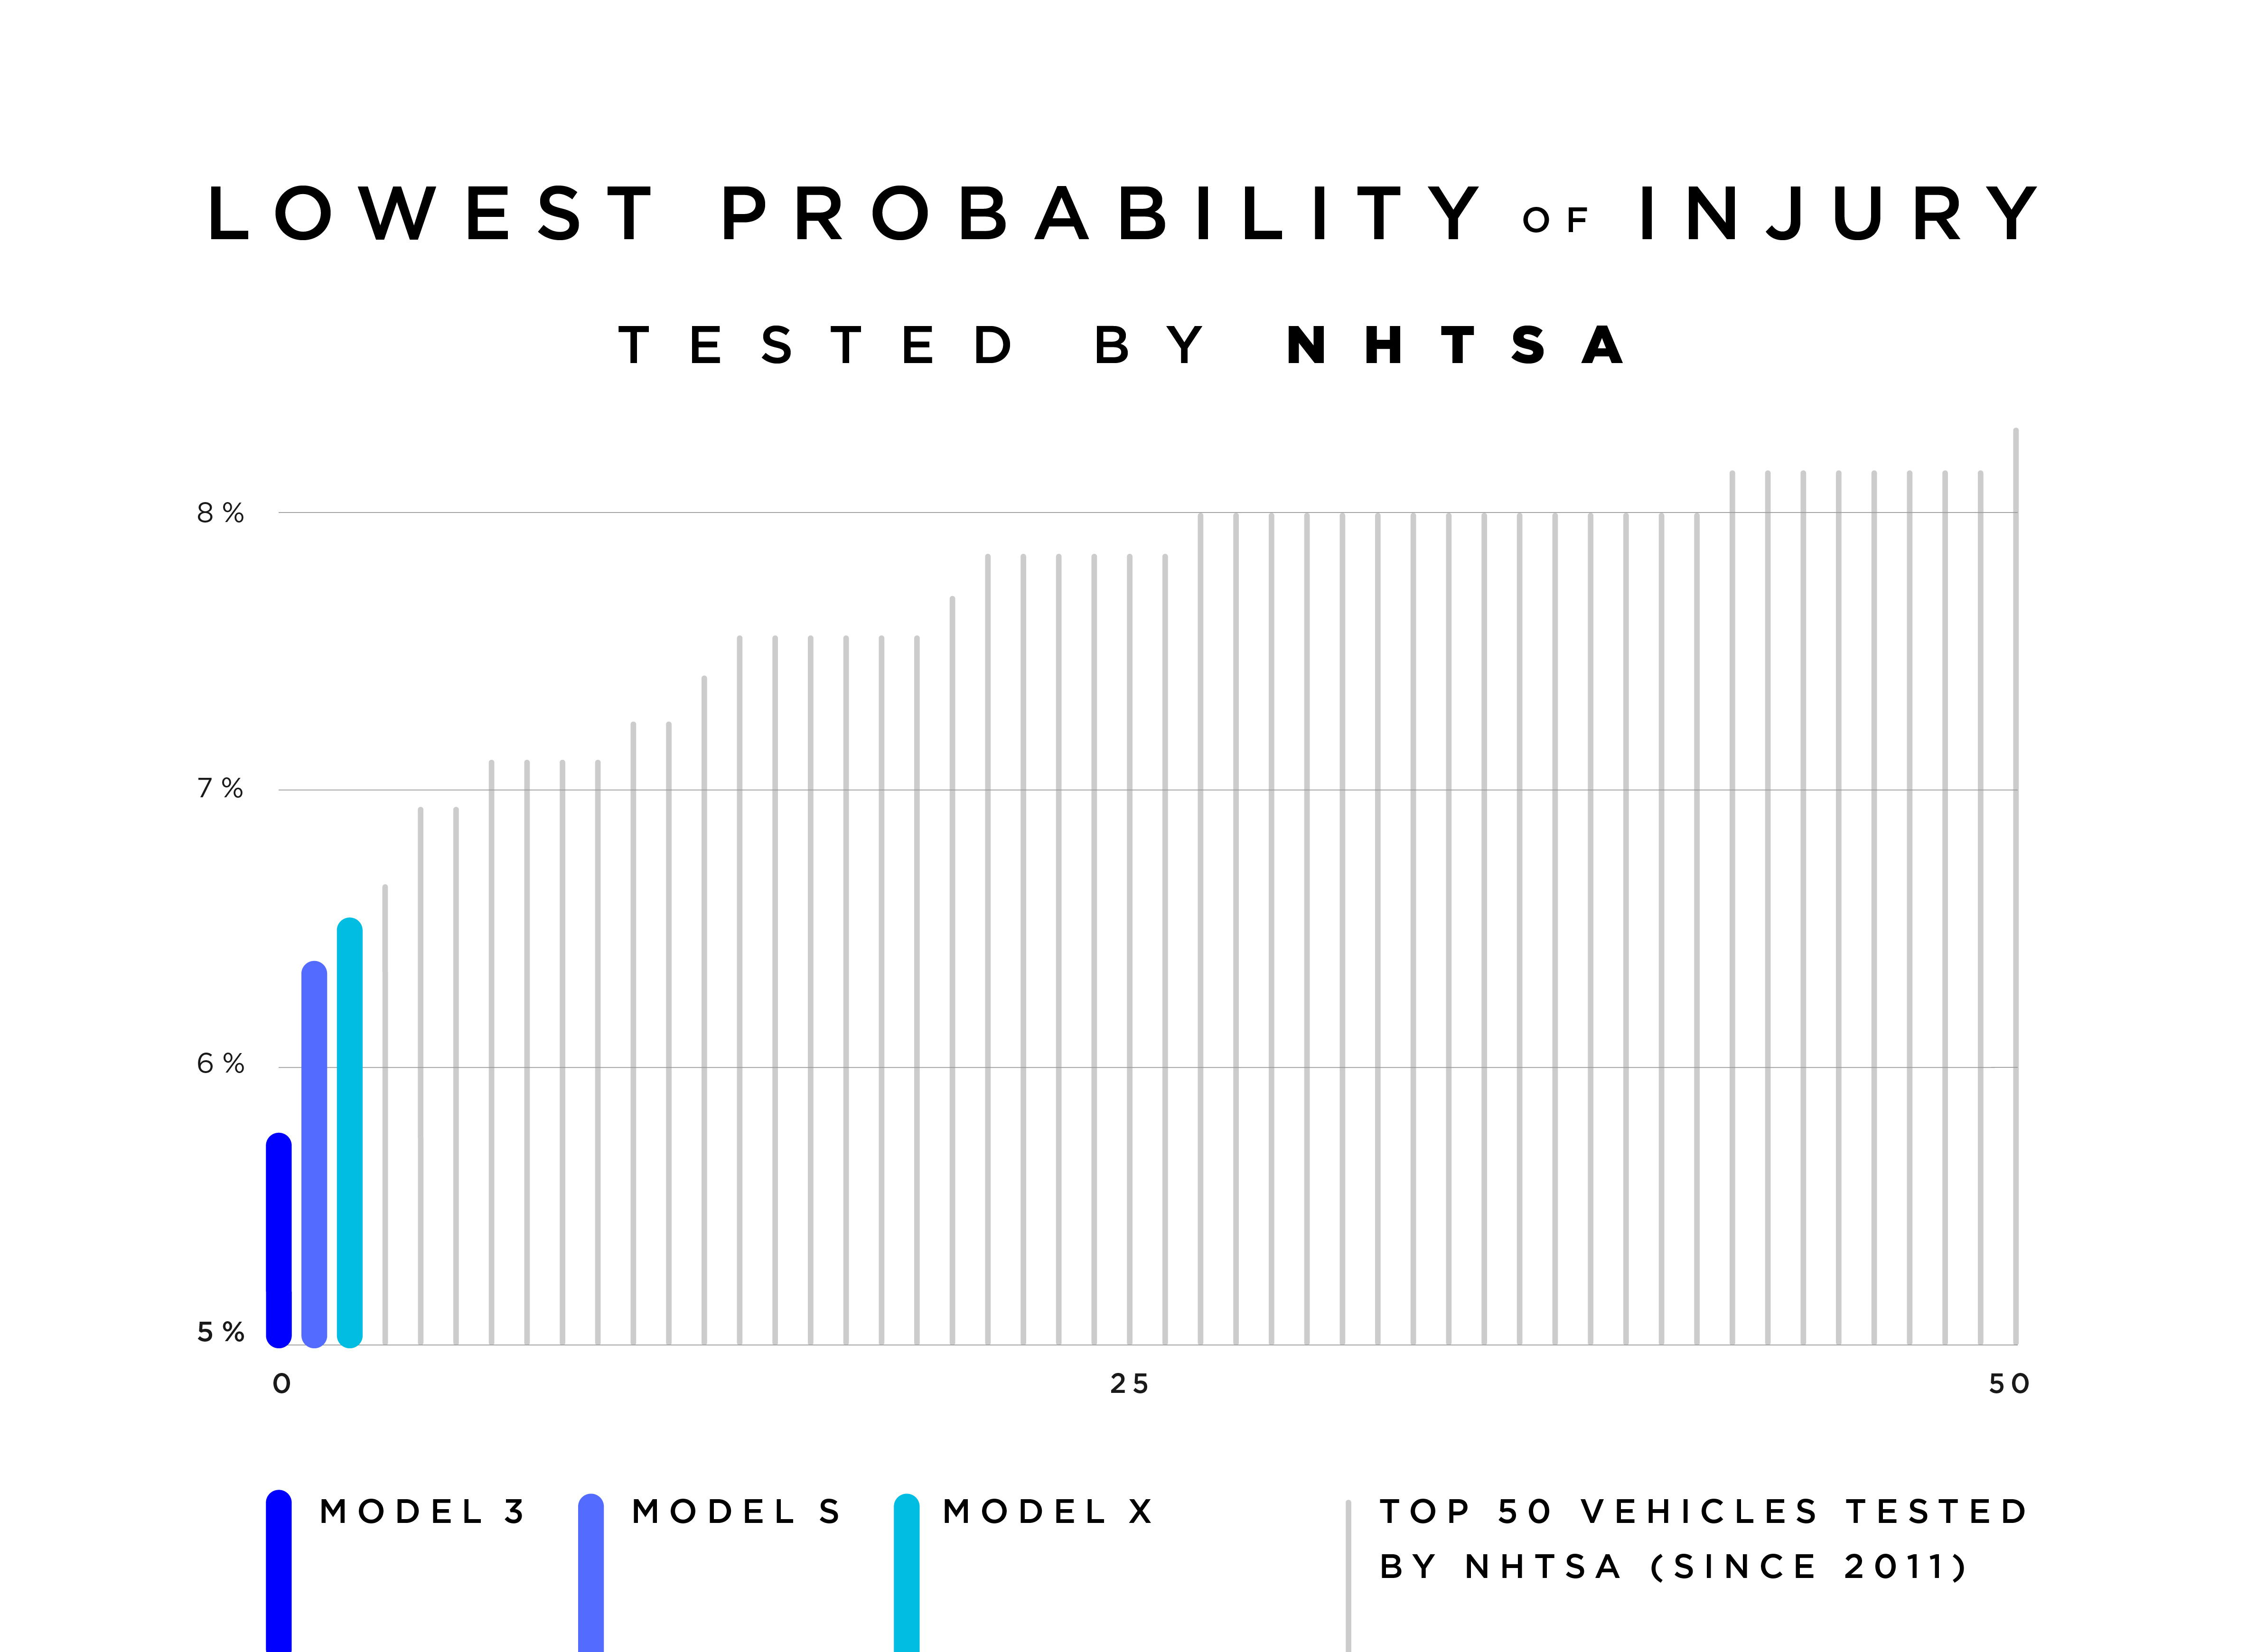 LOWEST PROBABILITY OF INJURY
TESTED BY NHTSA
8%
7%
6%
5%
0 25 50
MODEL 3 MODEL S MODEL X TOP 50 VEHICLES TESTED
BY NHTSA (SINCE 2011)